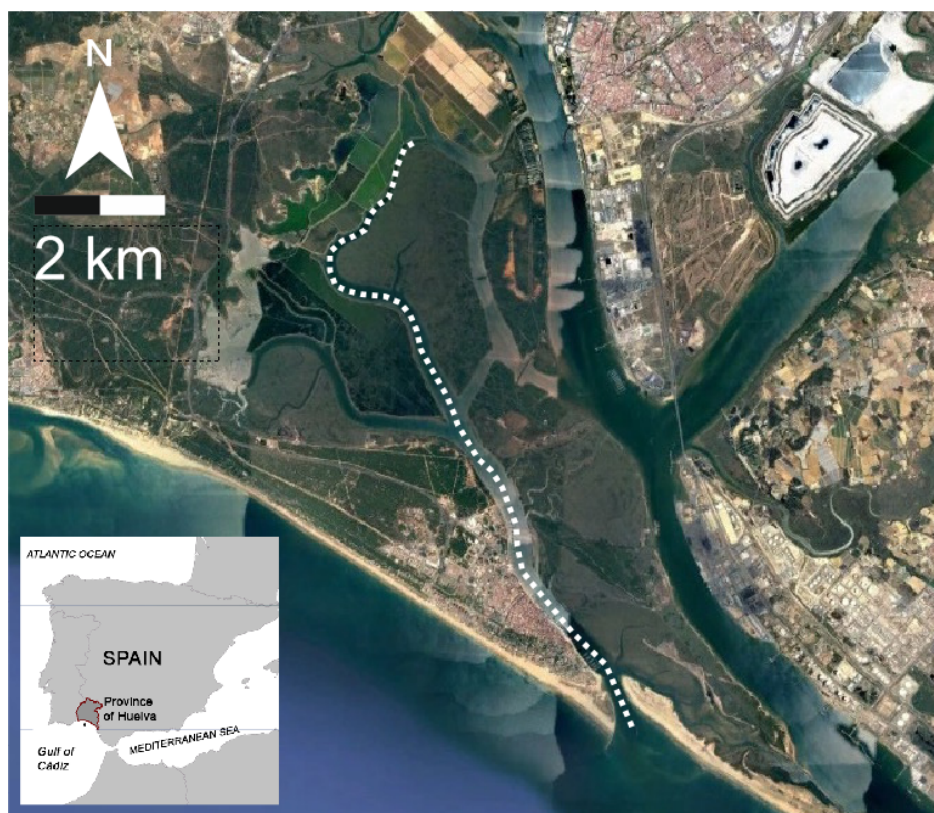 N
2 km
ATLANTIC OCEAN
SPAIN
Province
of Huelva
Gulf of
Cádiz
MEDITERRANEAN SEA